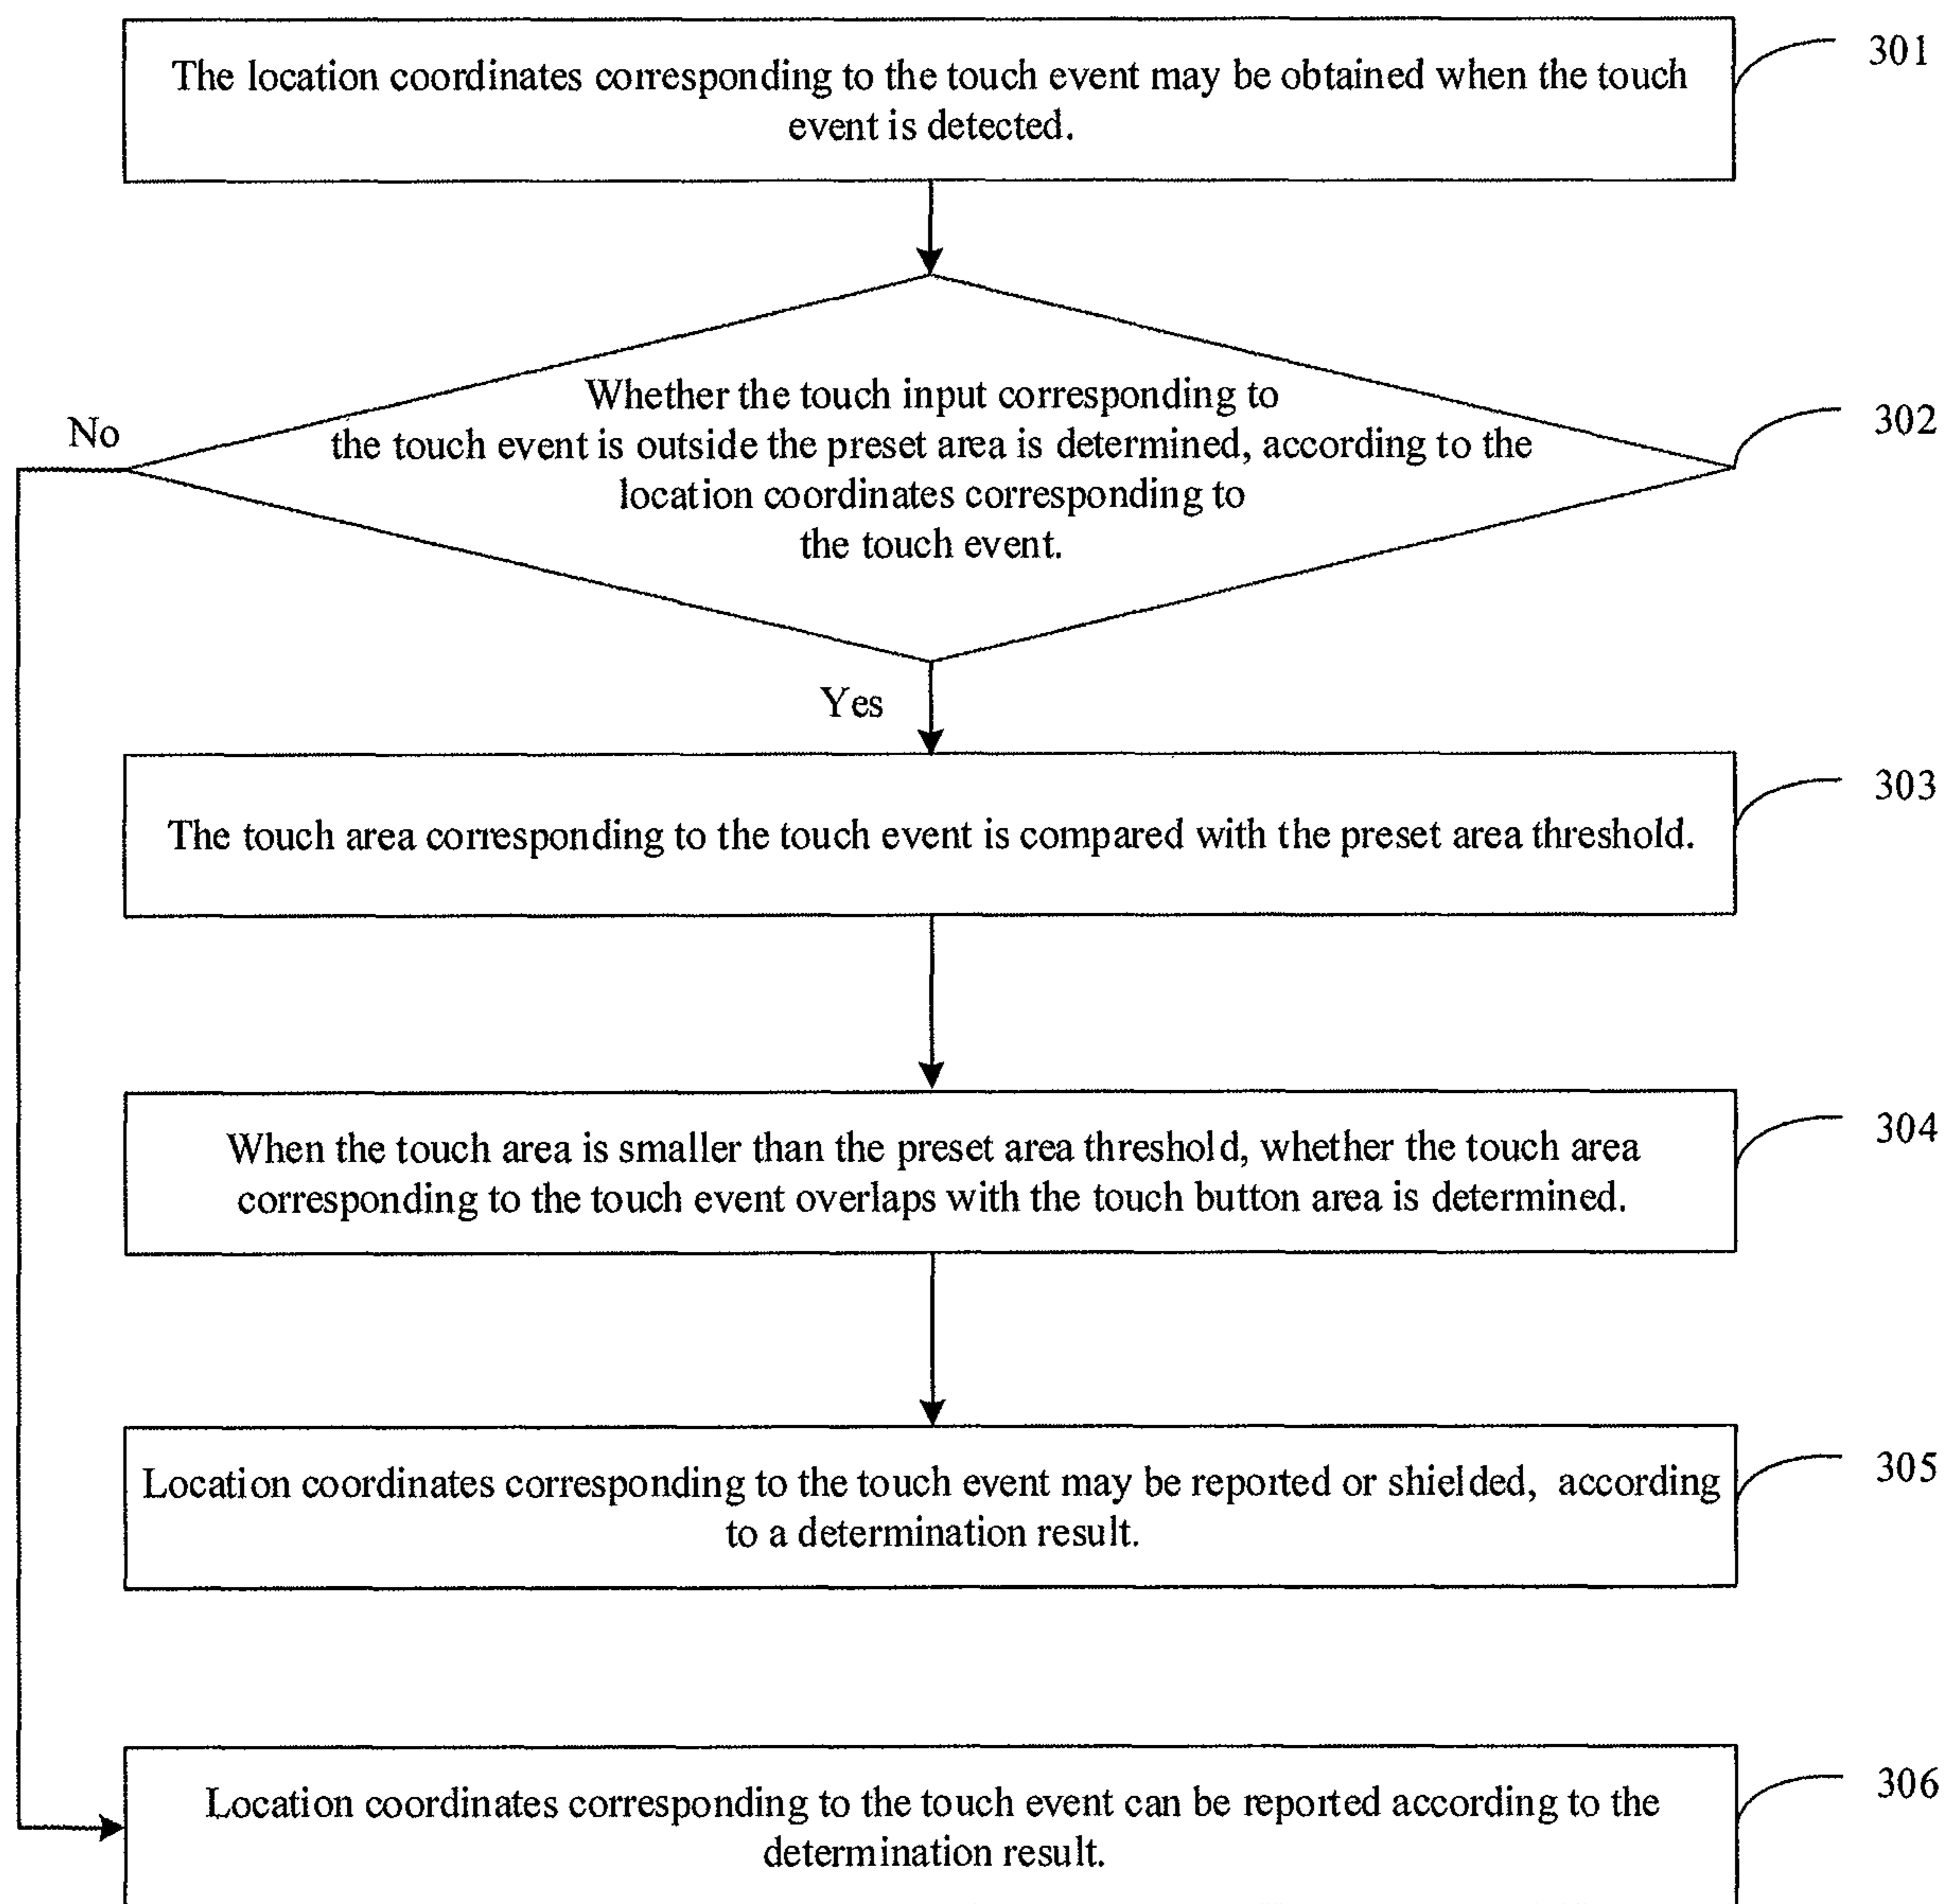 The location coordinates corresponding to the touch event may be obtained when the touch
event is detected.
301
Whether the touch input corresponding to
the touch event is outside the preset area is determined, according to the
location coordinates corresponding to
the touch event.
302
No
Yes
The touch area corresponding to the touch event is compared with the preset area threshold.
303
When the touch area is smaller than the preset area threshold, whether the touch area
corresponding to the touch event overlaps with the touch button area is determined.
304
Location coordinates corresponding to the touch event may be reported or shielded, according
to a determination result.
305
Location coordinates corresponding to the touch event can be reported according to the
determination result.
306